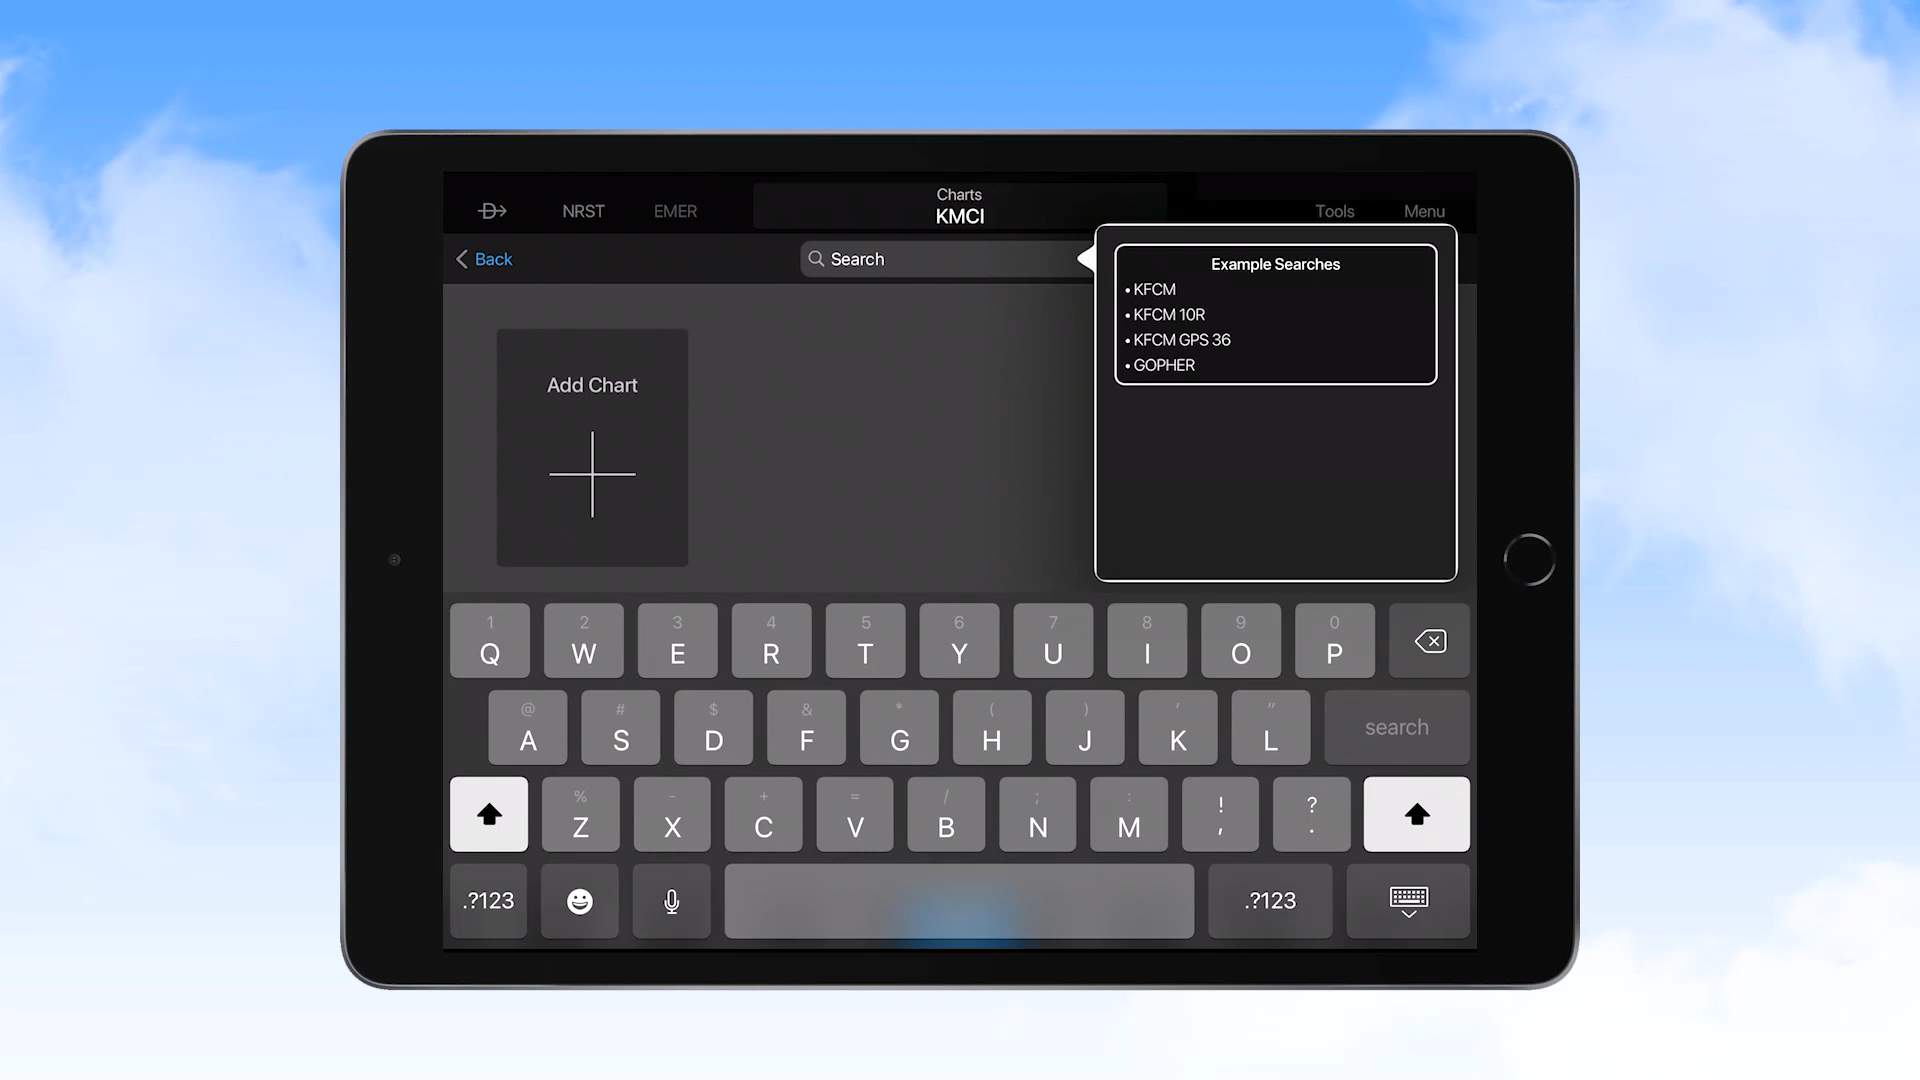 NRST
EMER
Charts
KMCI
Tools
Menu
Back
Search
Example Searches
• KFCM
• KFCM 10R
• KFCM GPS 36
• GOPHER
Add Chart
1 2 3 4 5 6 7 8 9 0
Q W E R T Y U I O P
@ # $ & * ( ) ' "
A S D F G H J K L search
% - + = / ; : ! ?
Z X C V B N M , .
.?123 .?123